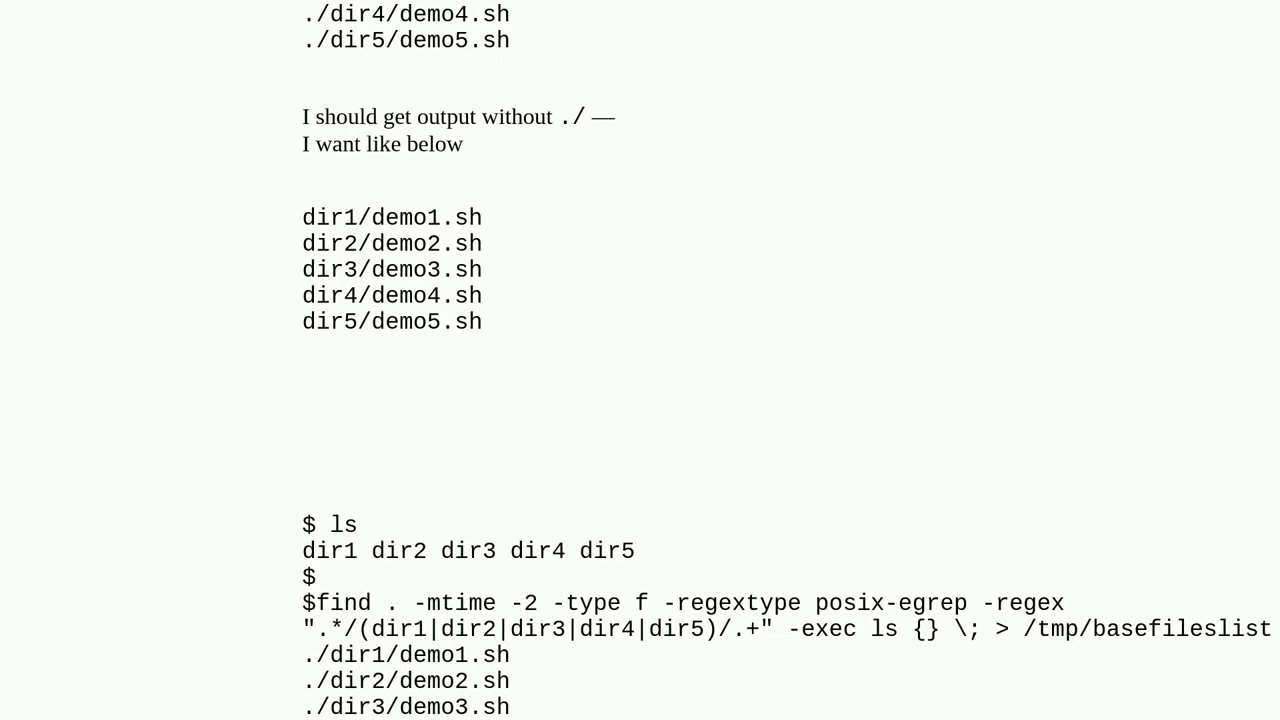 ./dir4/demo4.sh
./dir5/demo5.sh
I should get output without ./ —
I want like below
dir1/demo1.sh
dir2/demo2.sh
dir3/demo3.sh
dir4/demo4.sh
dir5/demo5.sh
$ ls
dir1 dir2 dir3 dir4 dir5
$
$find . -mtime -2 -type f -regextype posix-egrep -regex
".*/(dir1|dir2|dir3|dir4|dir5)/.+" -exec ls {} \; > /tmp/basefileslist
./dir1/demo1.sh
./dir2/demo2.sh
./dir3/demo3.sh